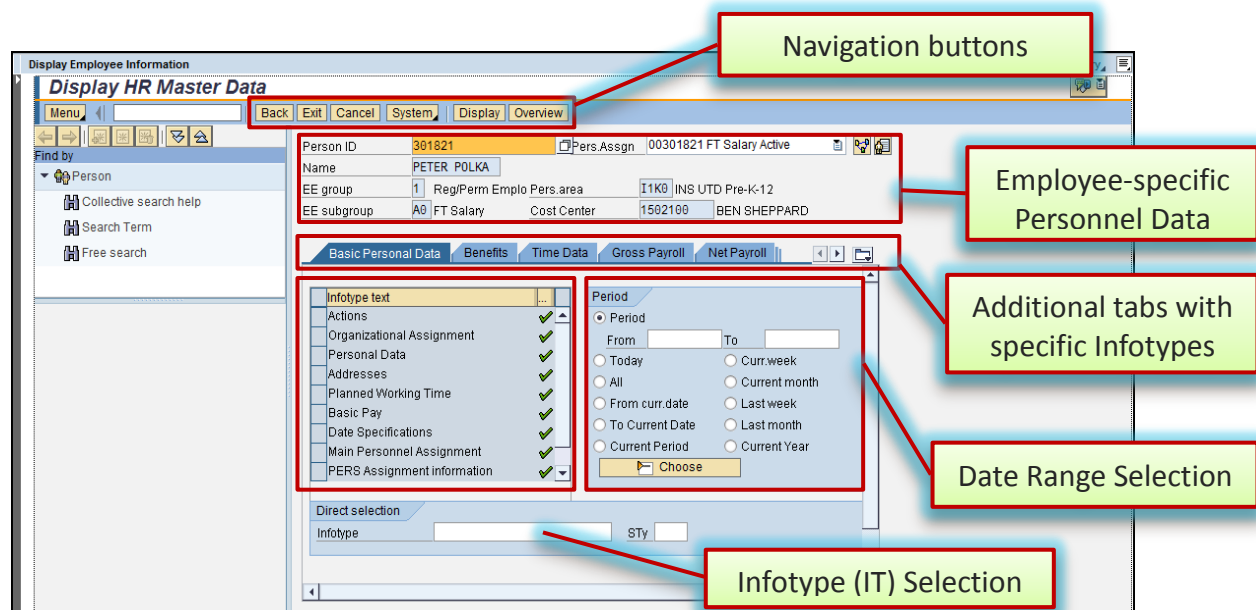 Navigation buttons
Display Employee Information
Display HR Master Data
Menu Back Exit Cancel System Display Overview
Find by
Person
Collective search help
Search Term
Free search
Person ID 301821 Pers.Assgn 00301821 FT Salary Active
Name PETER POLKA
EE group 1 Reg/Perm Emplo Pers.area I1K0 INS UTD Pre-K-12
EE subgroup A0 FT Salary Cost Center 1502100 BEN SHEPPARD
Employee-specific
Personnel Data
Basic Personal Data Benefits Time Data Gross Payroll Net Payroll
Additional tabs with
specific Infotypes
Infotype text ...
Actions
Organizational Assignment
Personal Data
Addresses
Planned Working Time
Basic Pay
Date Specifications
Main Personnel Assignment
PERS Assignment information
Period
Period
From To
Today Curr.week
All Current month
From curr.date Last week
To Current Date Last month
Current Period Current Year
Choose
Date Range Selection
Direct selection
Infotype STy
Infotype (IT) Selection